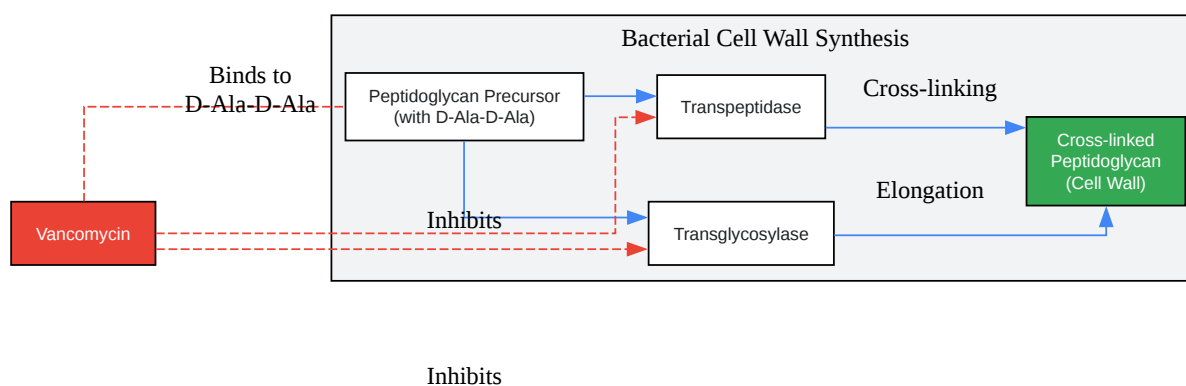 Bacterial Cell Wall Synthesis
Binds to
D-Ala-D-Ala
Peptidoglycan Precursor
(with D-Ala-D-Ala)
Transpeptidase
Cross-linking
Cross-linked
Peptidoglycan
(Cell Wall)
Vancomycin
Inhibits
Transglycosylase
Elongation
Inhibits